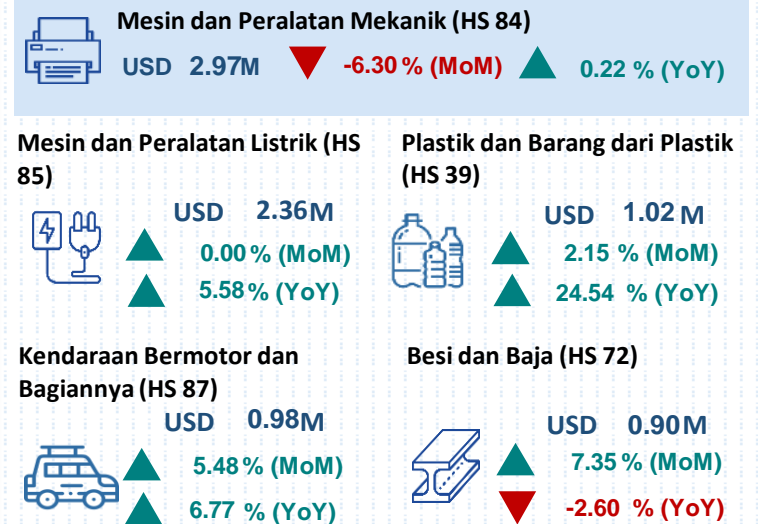 Mesin dan Peralatan Mekanik (HS 84)
USD 2.97M -6.30 % (MoM) 0.22 % (YoY)
Mesin dan Peralatan Listrik (HS
85)
USD 2.36M
0.00 % (MoM)
5.58 % (YoY)
Plastik dan Barang dari Plastik
(HS 39)
USD 1.02 M
2.15 % (MoM)
24.54 % (YoY)
Kendaraan Bermotor dan
Bagiannya (HS 87)
USD 0.98M
5.48 % (MoM)
6.77 % (YoY)
Besi dan Baja (HS 72)
USD 0.90M
7.35 % (MoM)
-2.60 % (YoY)